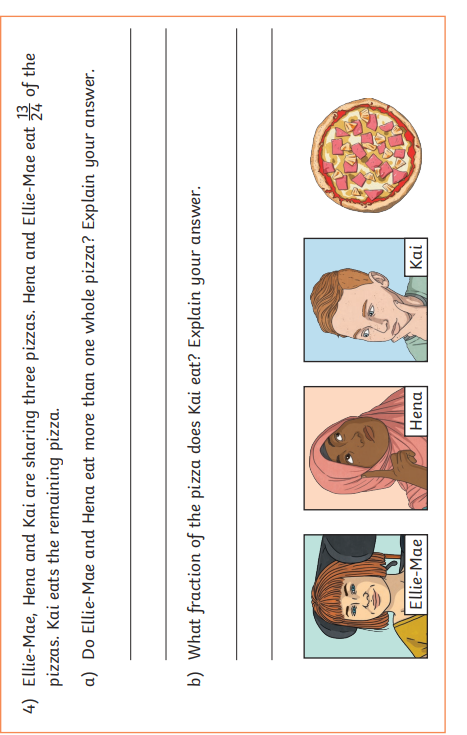 4) Ellie-Mae, Hena and Kai are sharing three pizzas. Hena and Ellie-Mae eat 13/24 of the
pizzas. Kai eats the remaining pizza.
a) Do Ellie-Mae and Hena eat more than one whole pizza? Explain your answer.
b) What fraction of the pizza does Kai eat? Explain your answer.
Ellie-Mae
Hena
Kai